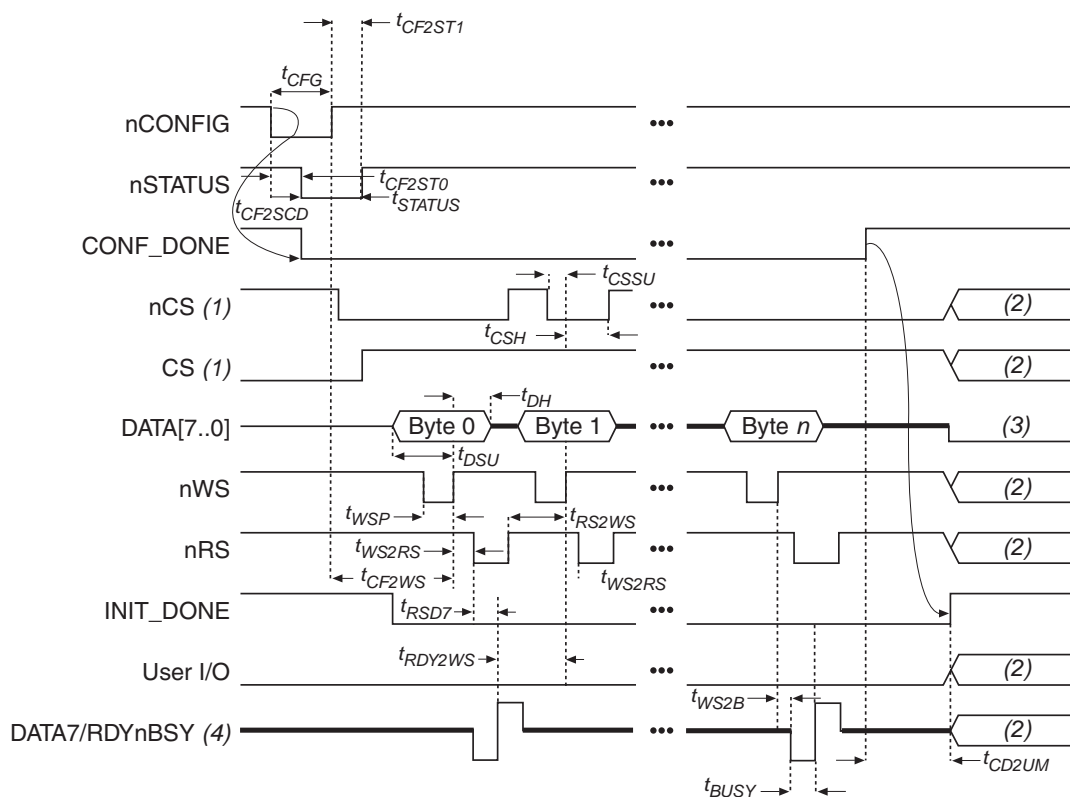 tCF2ST1
tCFG
nCONFIG
•••
nSTATUS
tCF2ST0
•••
tCF2SCD
tSTATUS
CONF_DONE
•••
tCSSU
nCS (1)
•••
(2)
tCSH
CS (1)
•••
(2)
tDH
DATA[7..0]
Byte 0
Byte 1
•••
Byte n
(3)
tDSU
nWS
•••
(2)
tWSP
tRS2WS
nRS
tWS2RS
•••
(2)
tCF2WS
tWS2RS
INIT_DONE
tRSD7
•••
tRDY2WS
User I/O
•••
(2)
tWS2B
DATA7/RDYnBSY (4)
•••
(2)
tCD2UM
tBUSY